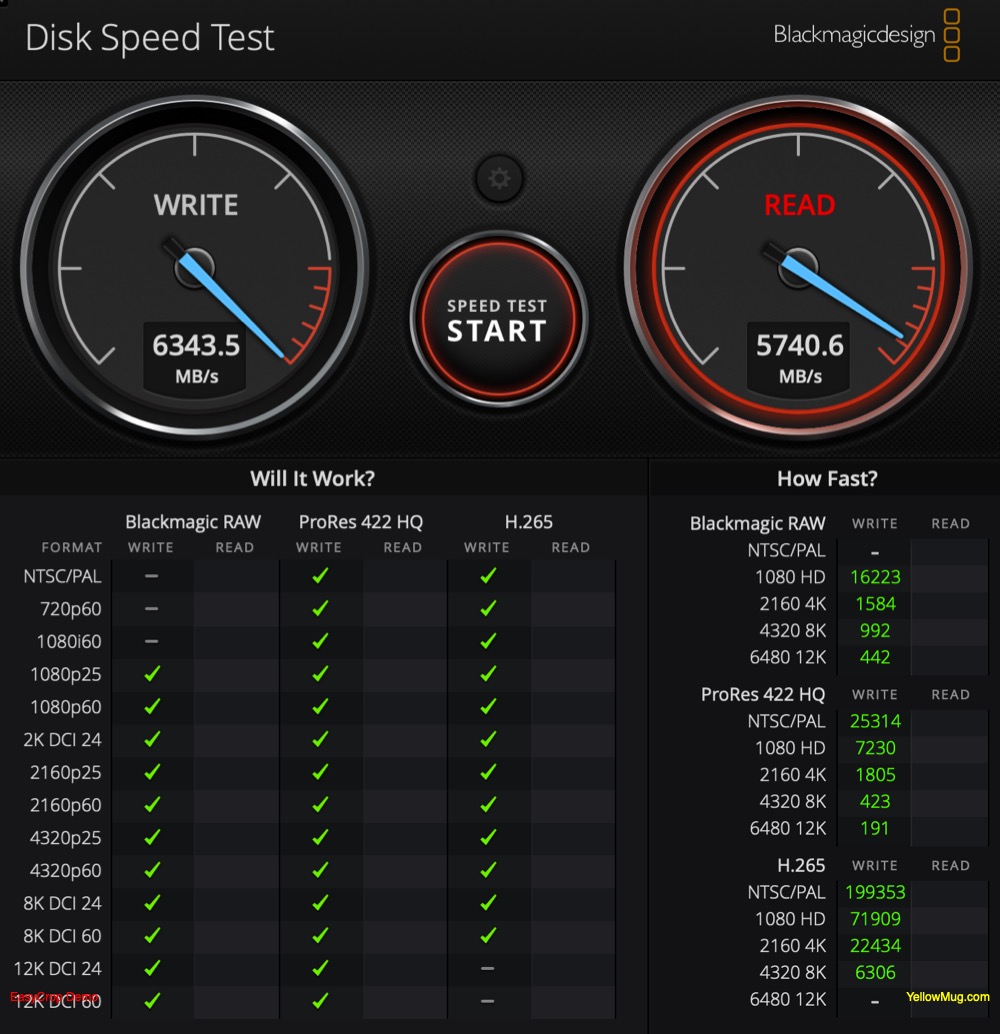 Disk Speed Test
Blackmagicdesign
WRITE
6343.5
MB/s
SPEED TEST
START
READ
5740.6
MB/s
Will It Work?
Blackmagic RAW ProRes 422 HQ H.265
FORMAT WRITE READ WRITE READ WRITE READ
NTSC/PAL – ✓ ✓
720p60 – ✓ ✓
1080i60 – ✓ ✓
1080p25 ✓ ✓ ✓
1080p60 ✓ ✓ ✓
2K DCI 24 ✓ ✓ ✓
2160p25 ✓ ✓ ✓
2160p60 ✓ ✓ ✓
4320p25 ✓ ✓ ✓
4320p60 ✓ ✓ ✓
8K DCI 24 ✓ ✓ ✓
8K DCI 60 ✓ ✓ ✓
12K DCI 24 ✓ ✓ –
12K DCI 60 ✓ ✓ –
EasyCrop Demo
How Fast?
Blackmagic RAW WRITE READ
NTSC/PAL -
1080 HD 16223
2160 4K 1584
4320 8K 992
6480 12K 442
ProRes 422 HQ WRITE READ
NTSC/PAL 25314
1080 HD 7230
2160 4K 1805
4320 8K 423
6480 12K 191
H.265 WRITE READ
NTSC/PAL 199353
1080 HD 71909
2160 4K 22434
4320 8K 6306
6480 12K -
YellowMug.com